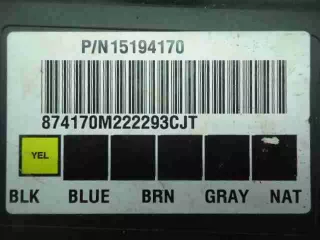 P/N15194170
874170M222293CJT
YEL
BLK BLUE BRN GRAY NAT